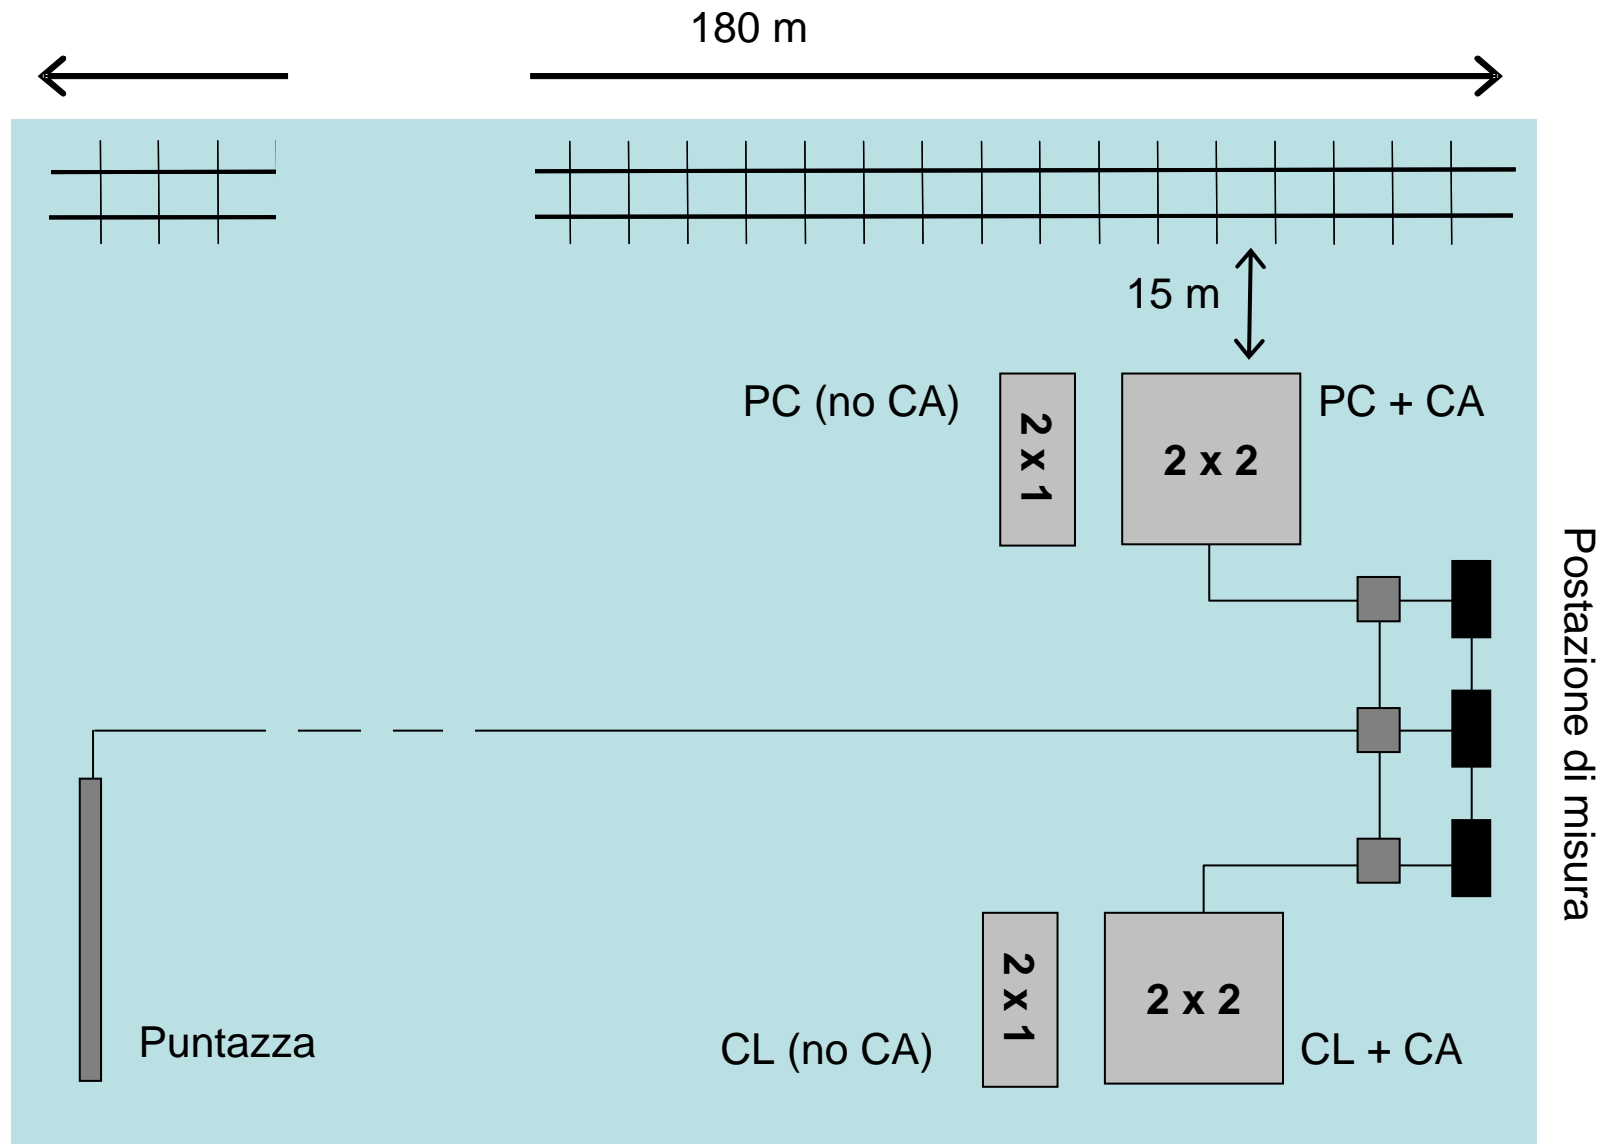 180 m
15 m
PC (no CA)
2 x 1
2 x 2
PC + CA
Postazione di misura
Puntazza
CL (no CA)
2 x 1
2 x 2
CL + CA